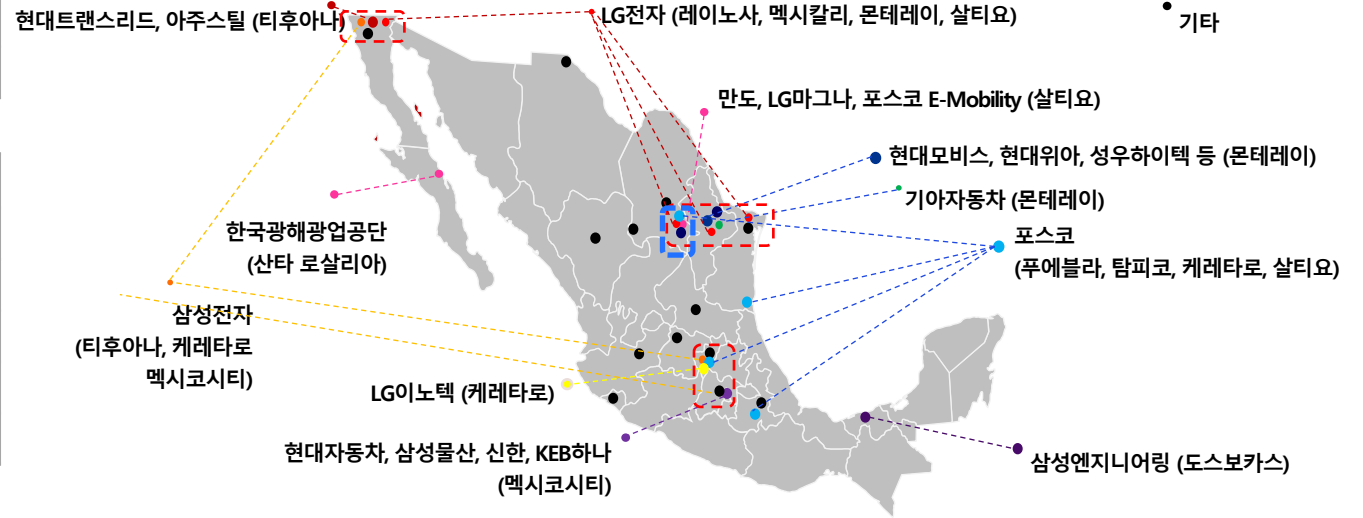 현대트랜스리드, 아주스틸 (티후아나)
LG전자 (레이노사, 멕시칼리, 몬테레이, 살티요)
기타
만도, LG마그나, 포스코 E-Mobility (살티요)
현대모비스, 현대위아, 성우하이텍 등 (몬테레이)
기아자동차 (몬테레이)
한국광해광업공단
(산타 로살리아)
포스코
(푸에블라, 탐피코, 케레타로, 살티요)
삼성전자
(티후아나, 케레타로
멕시코시티)
LG이노텍 (케레타로)
현대자동차, 삼성물산, 신한, KEB하나
(멕시코시티)
삼성엔지니어링 (도스보카스)